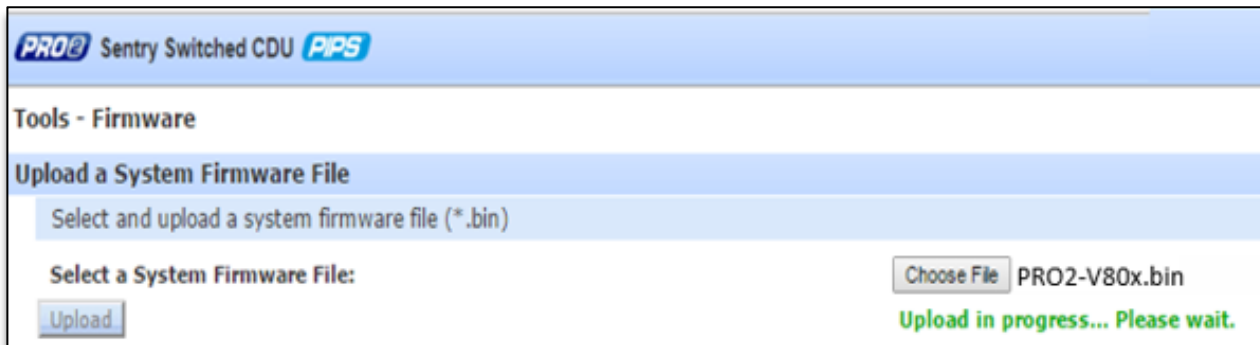 PRO2 Sentry Switched CDU PIPS
Tools - Firmware
Upload a System Firmware File
Select and upload a system firmware file (*.bin)
Select a System Firmware File: Choose File PRO2-V80x.bin
Upload Upload in progress... Please wait.